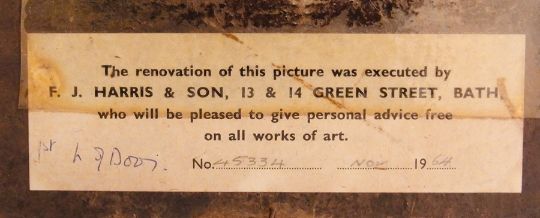 The renovation of this picture was executed by
F. J. HARRIS & SON, 13 & 14 GREEN STREET, BATH,
who will be pleased to give personal advice free
on all works of art.
1st
No. 45334 Nov 1964